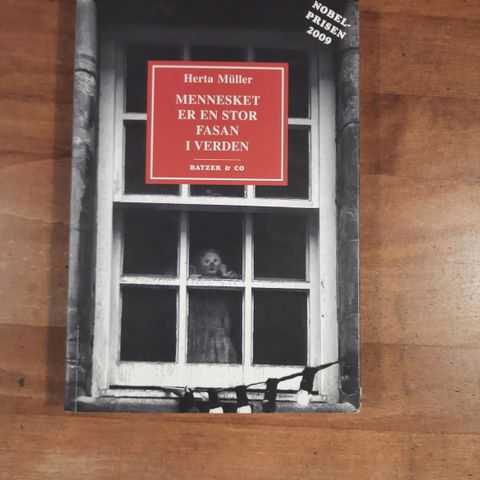 NOBEL-
PRISEN
2009
Herta Müller
MENNESKET
ER EN STOR
FASAN
I VERDEN
BATZER & CO